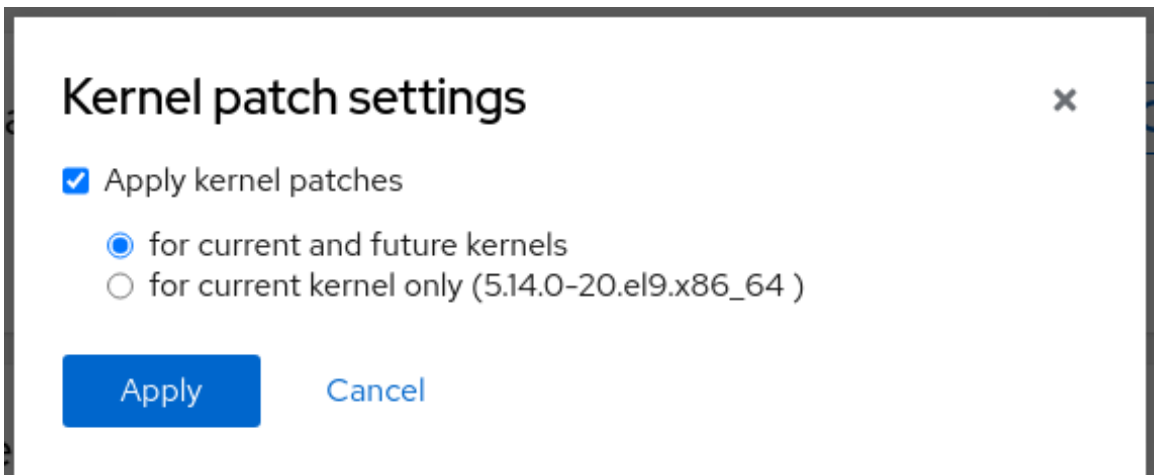 Kernel patch settings
Apply kernel patches
for current and future kernels
for current kernel only (5.14.0-20.el9.x86_64 )
Apply
Cancel